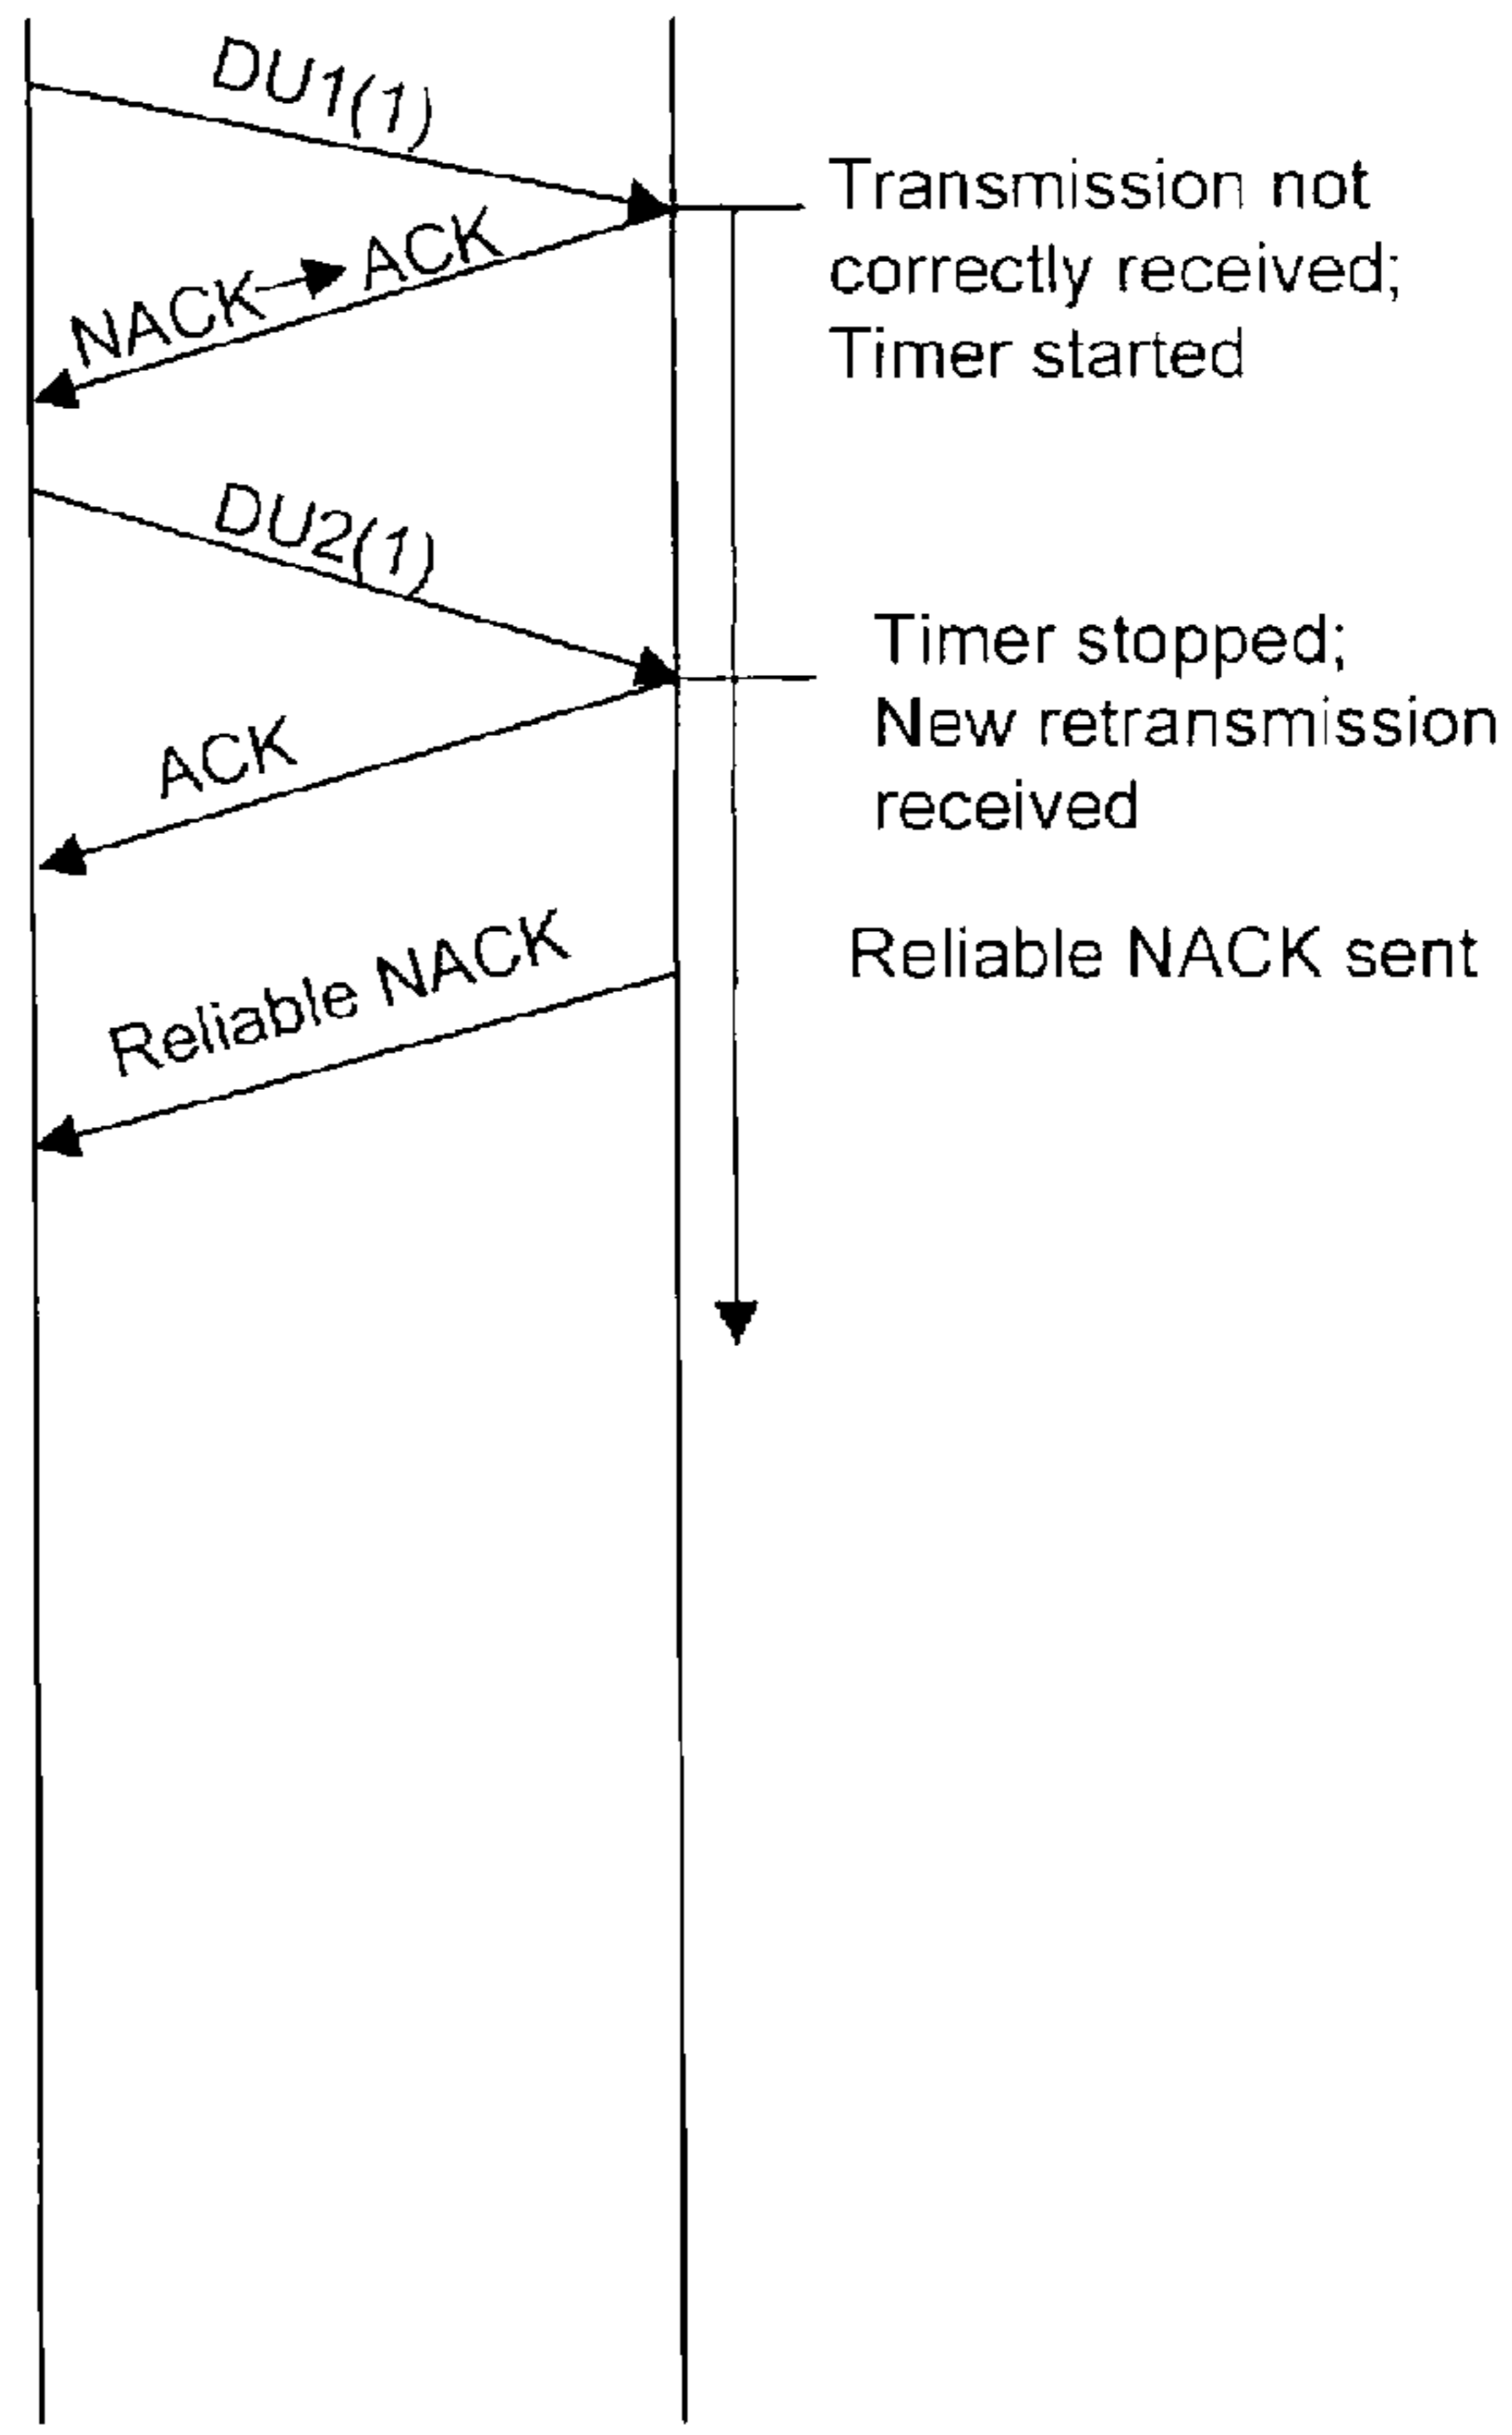 DU1(1)
Transmission not
correctly received;
Timer started
NACK → ACK
DU2(1)
Timer stopped;
New retransmission
received
ACK
Reliable NACK sent
Reliable NACK